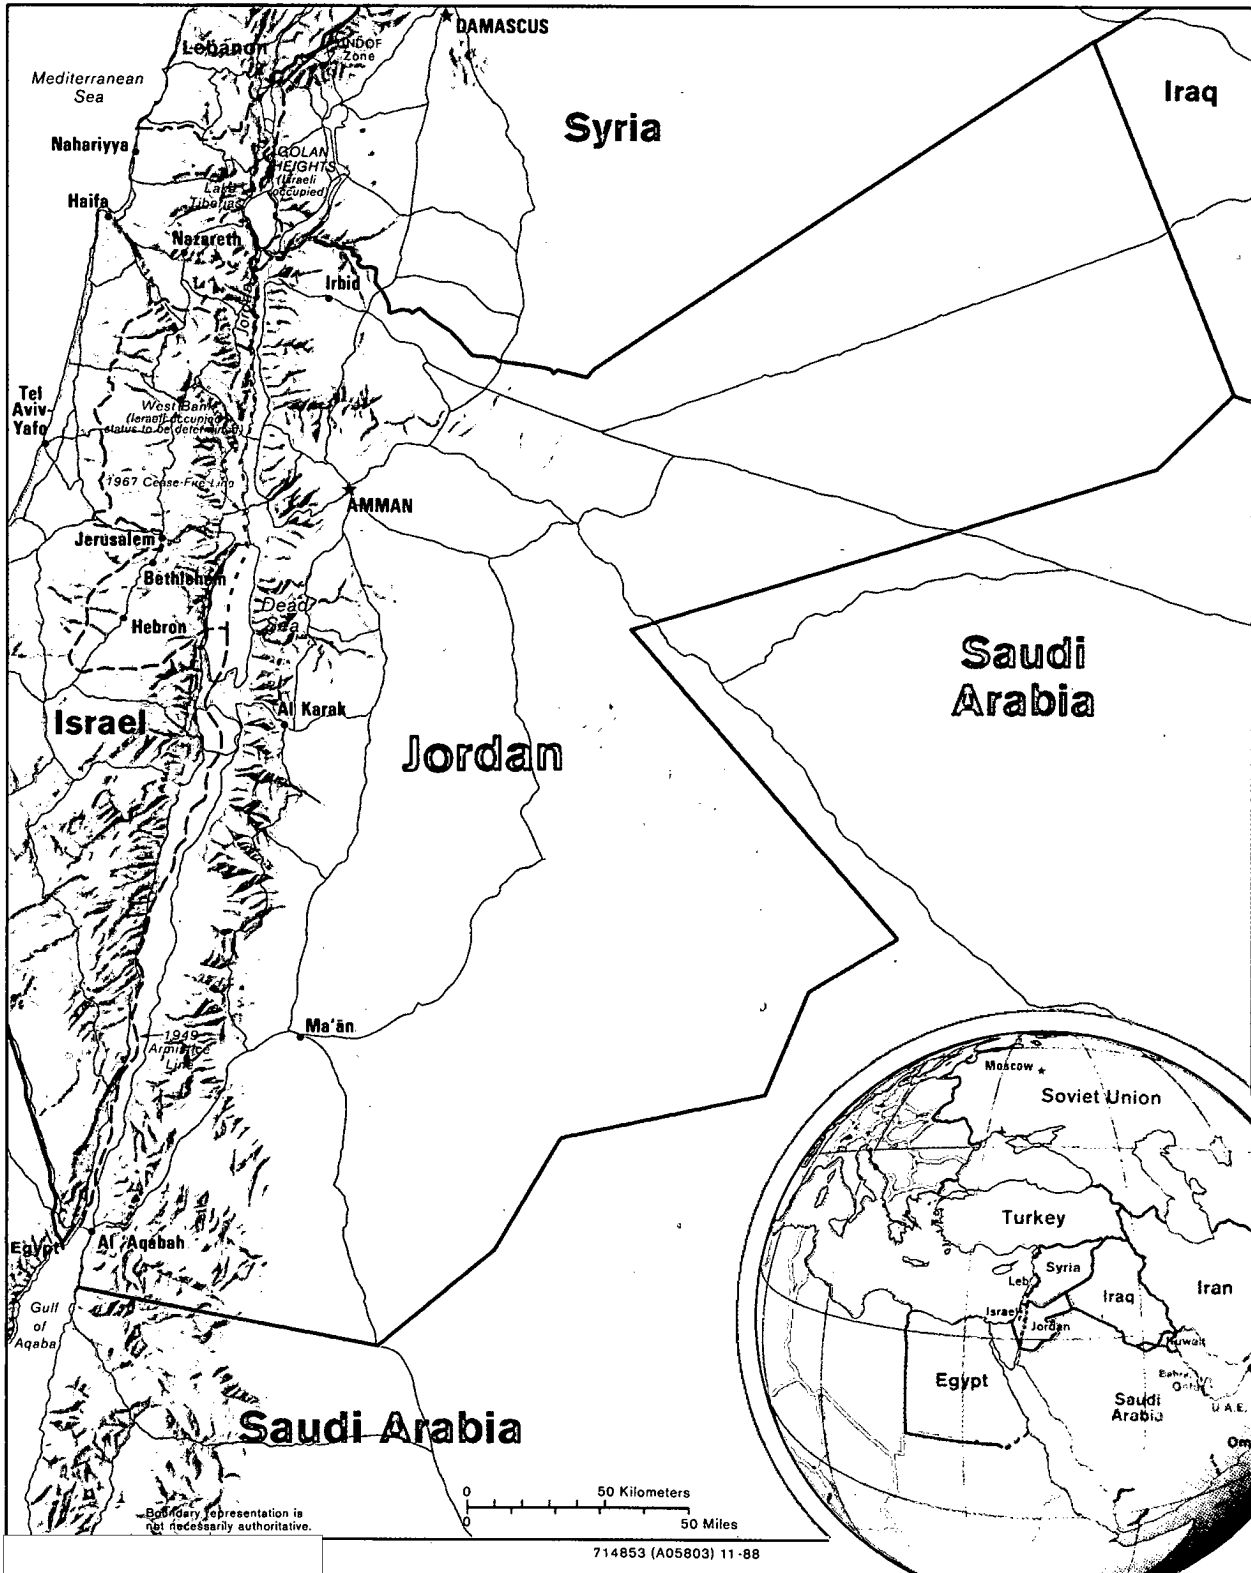 DAMASCUS
Lebanon
UNDOF
Zone
Mediterranean
Sea
Iraq
Syria
Nahariyya
GOLAN
HEIGHTS
(Israeli
occupied)
Lake
Tiberias
Haifa
Nazareth
Irbid
Jordan
Tel
Aviv-
Yafo
West Bank
(Israeli occupied
status to be determined)
1967 Cease-Fire Line
AMMAN
Jerusalem
Bethlehem
Dead
Sea
Hebron
Saudi
Arabia
Al Karak
Israel
Jordan
Ma'ān
1949
Armistice
Line
Egypt
Al 'Aqabah
Gulf
of
Aqaba
Saudi Arabia
Moscow
Soviet Union
Turkey
Syria
Leb.
Iraq
Iran
Israel
Jordan
Kuwait
Egypt
Saudi
Arabia
U.A.E.
0 50 Kilometers
50 Miles
Boundary representation is
not necessarily authoritative.
714853 (A05803) 11-88